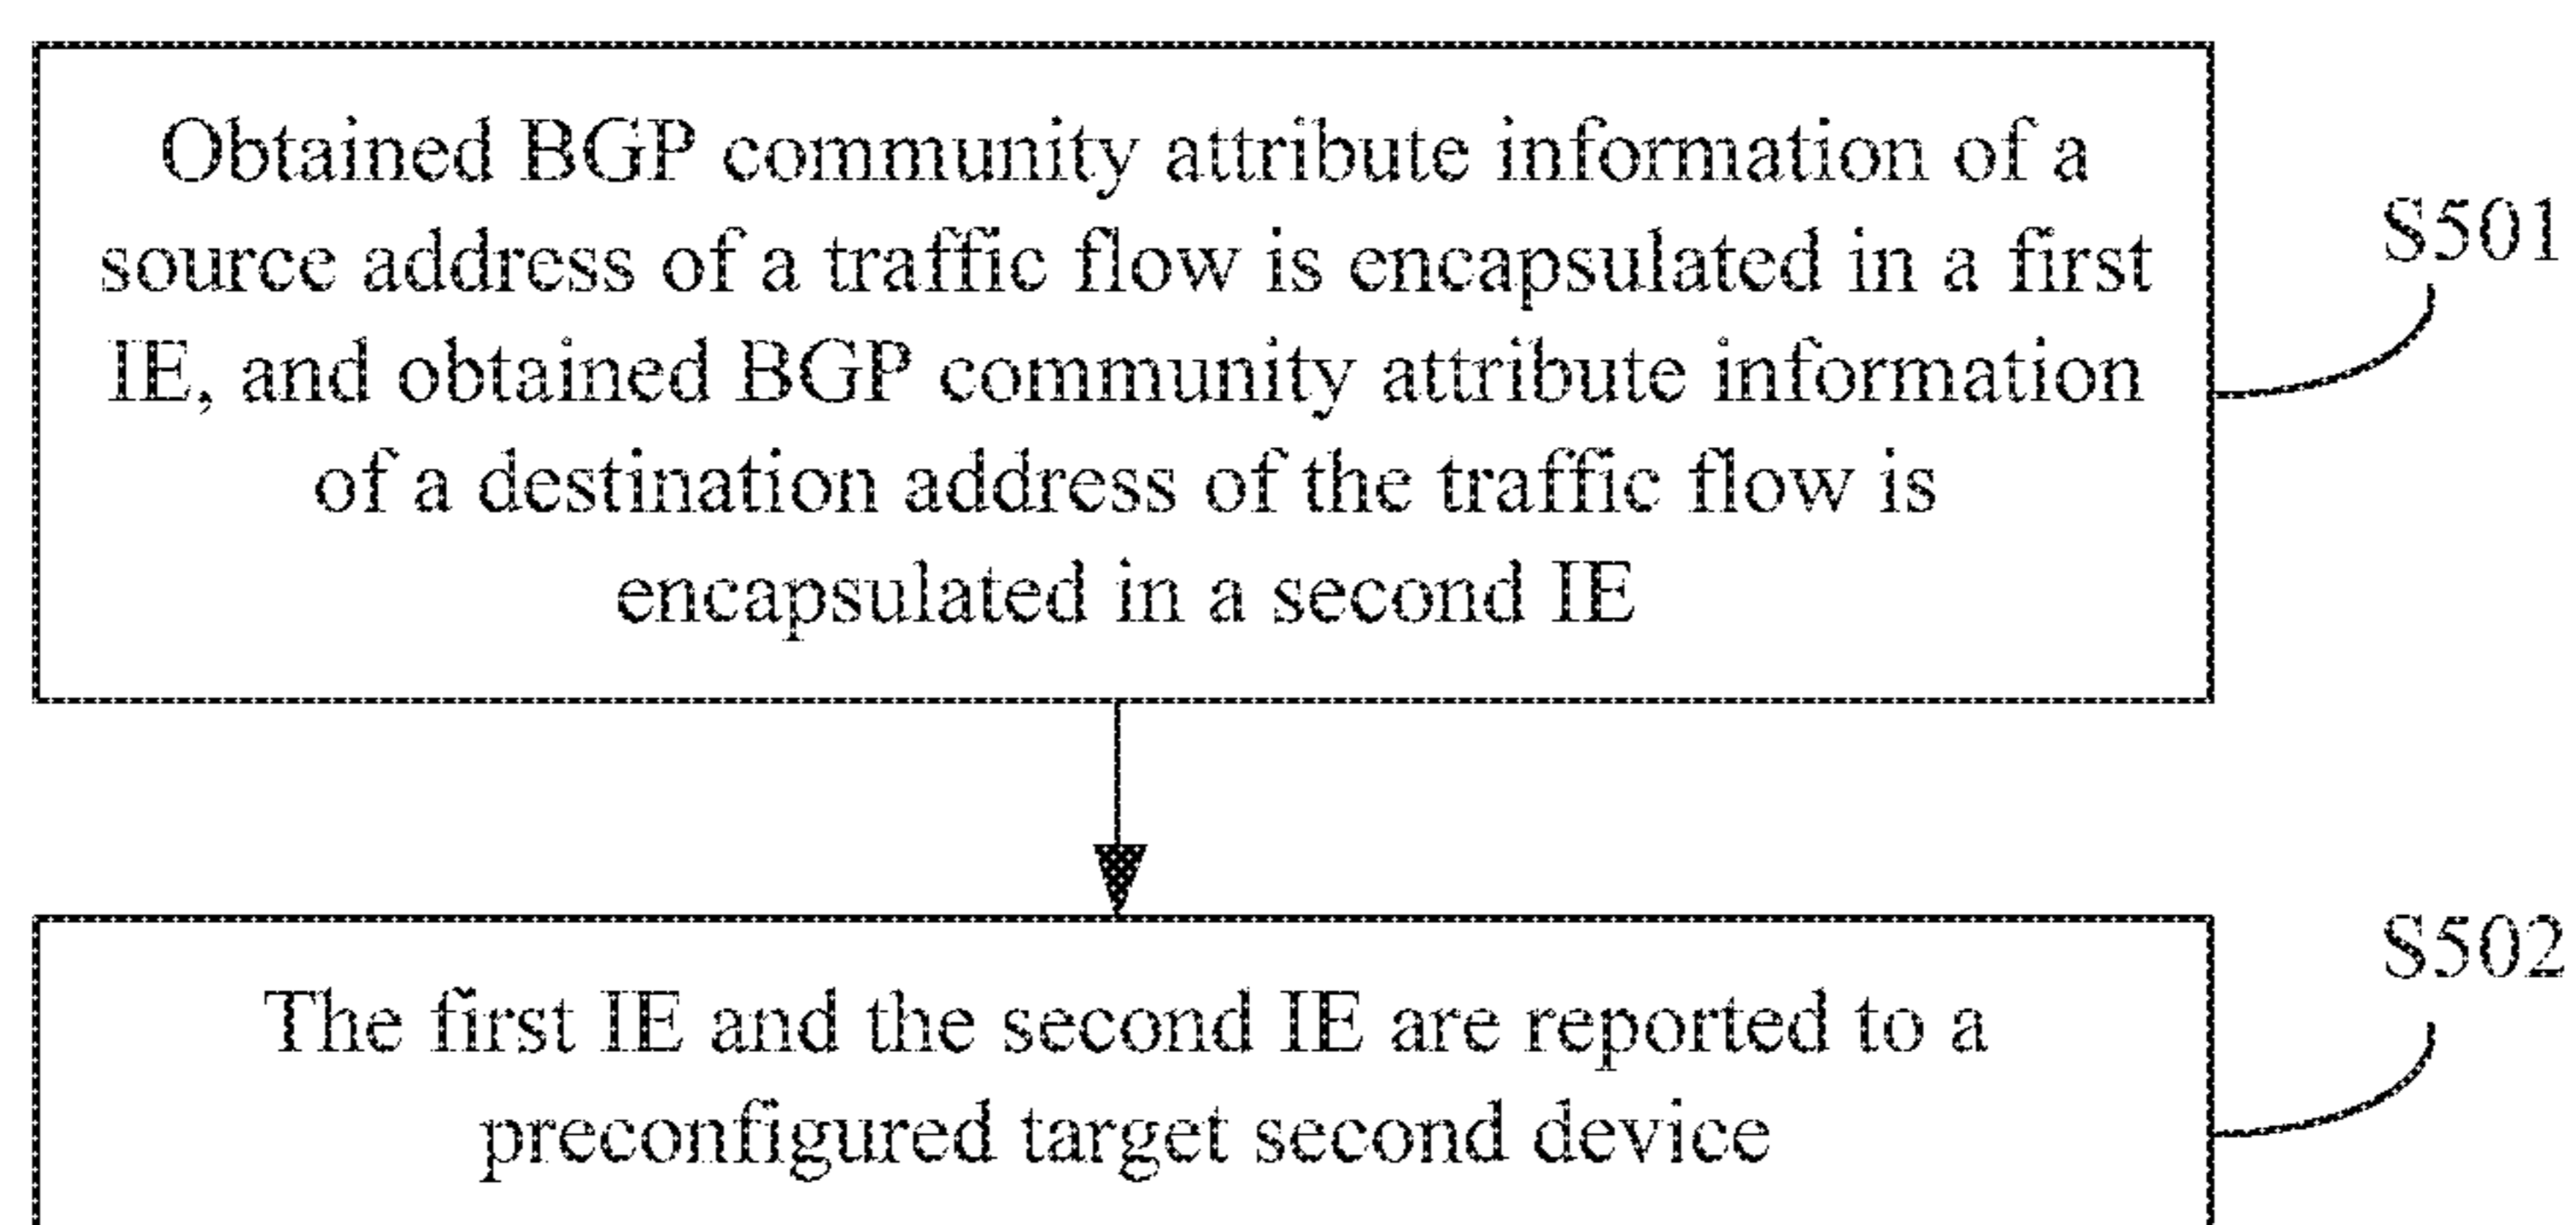 Obtained BGP community attribute information of a
source address of a traffic flow is encapsulated in a first
IE, and obtained BGP community attribute information
of a destination address of the traffic flow is
encapsulated in a second IE
S501
The first IE and the second IE are reported to a
preconfigured target second device
S502